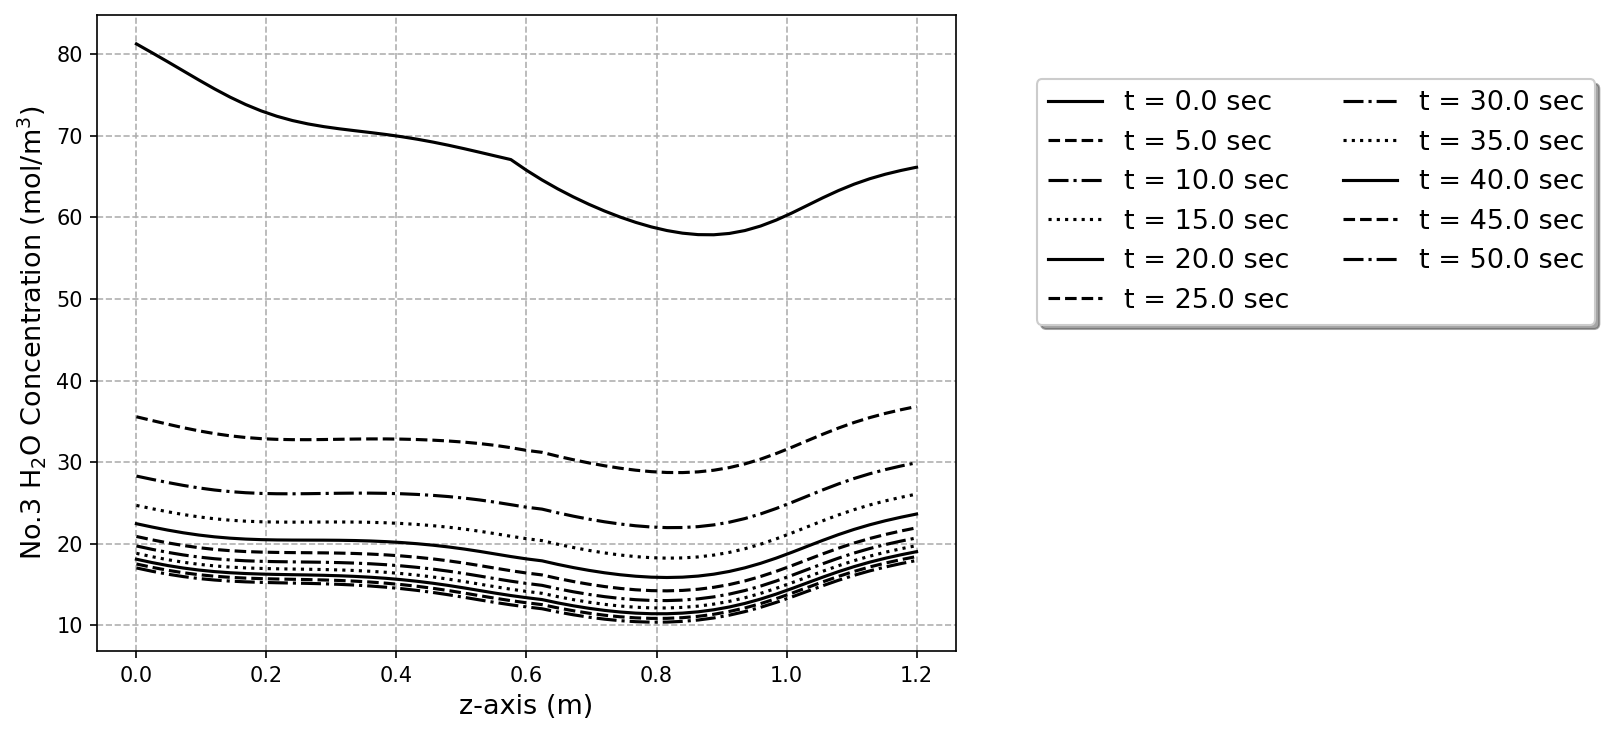 No.3 H₂O Concentration (mol/m³)
80
70
60
50
40
30
20
10
0.0 0.2 0.4 0.6 0.8 1.0 1.2
z-axis (m)
t = 0.0 sec
t = 5.0 sec
t = 10.0 sec
t = 15.0 sec
t = 20.0 sec
t = 25.0 sec
t = 30.0 sec
t = 35.0 sec
t = 40.0 sec
t = 45.0 sec
t = 50.0 sec